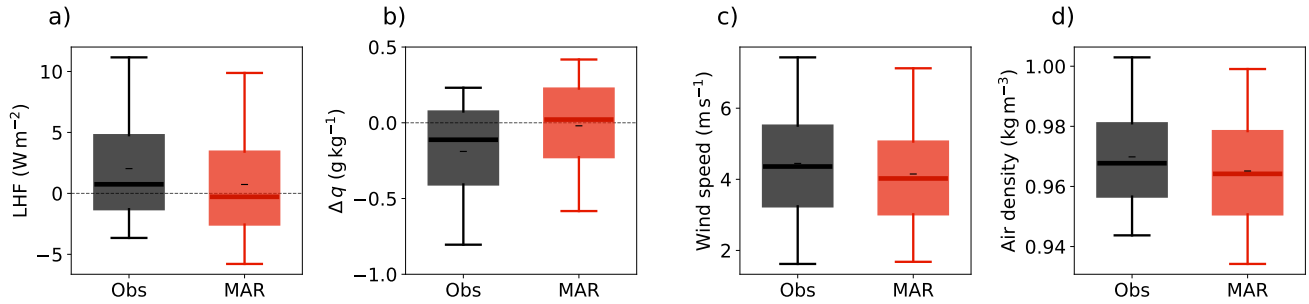 a)
LHF (W m⁻²)
10
5
0
−5
Obs MAR
b)
Δ q (g kg⁻¹)
0.5
0.0
−0.5
−1.0
Obs MAR
c)
Wind speed (m s⁻¹)
6
4
2
Obs MAR
d)
Air density (kg m⁻³)
1.00
0.98
0.96
0.94
Obs MAR